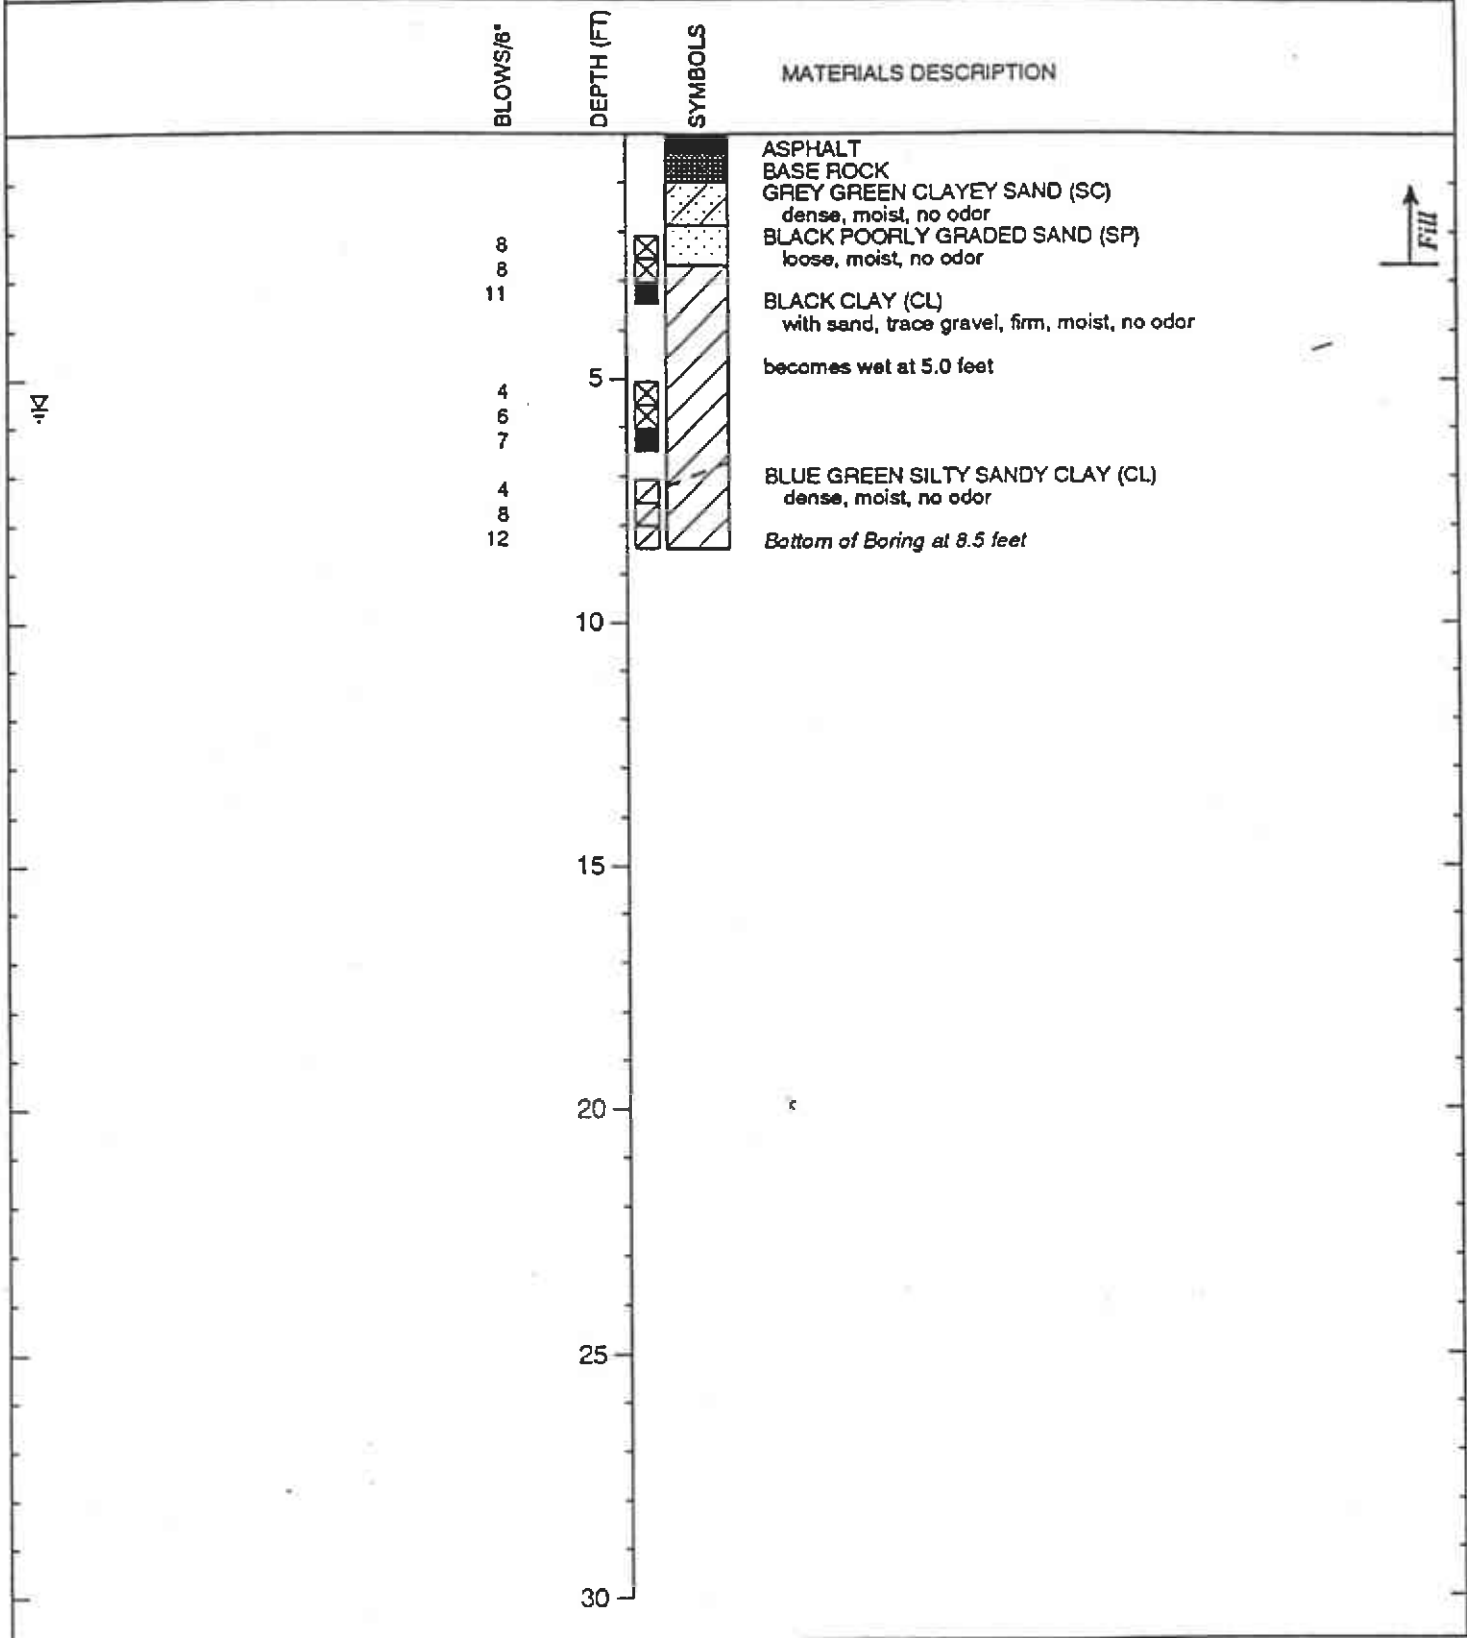 BLOWS/6"
DEPTH (FT)
SYMBOLS
MATERIALS DESCRIPTION
ASPHALT
BASE ROCK
GREY GREEN CLAYEY SAND (SC)
dense, moist, no odor
8 BLACK POORLY GRADED SAND (SP)
8 loose, moist, no odor
Fill
11 BLACK CLAY (CL)
with sand, trace gravel, firm, moist, no odor
becomes wet at 5.0 feet
5
4
6
7
BLUE GREEN SILTY SANDY CLAY (CL)
4 dense, moist, no odor
8
12 Bottom of Boring at 8.5 feet
10
15
20
25
30